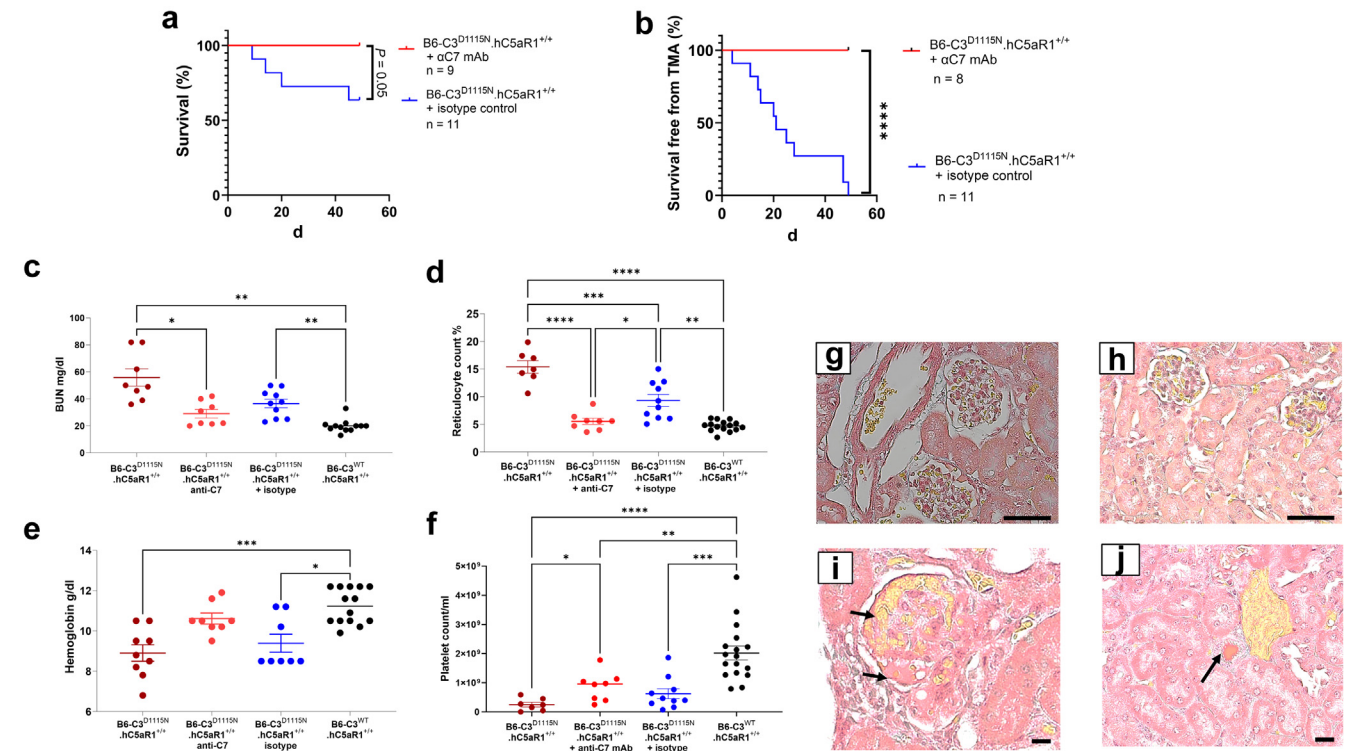 a
Survival (%)
100
50
0
0 20 40 60
d
P = 0.05
B6-C3D1115N.hC5aR1+/+
+ αC7 mAb
n = 9
B6-C3D1115N.hC5aR1+/+
+ isotype control
n = 11
b
Survival free from TMA (%)
100
50
0
0 20 40 60
d
****
B6-C3D1115N.hC5aR1+/+
+ αC7 mAb
n = 8
B6-C3D1115N.hC5aR1+/+
+ isotype control
n = 11
c
BUN mg/dl
100
80
60
40
20
0
**
* **
B6-C3D1115N B6-C3D1115N B6-C3D1115N B6-C3WT
.hC5aR1+/+ .hC5aR1+/+ .hC5aR1+/+ .hC5aR1+/+
anti-C7 + isotype
d
Reticulocyte count %
25
20
15
10
5
0
****
***
**** * **
B6-C3D1115N B6-C3D1115N B6-C3D1115N B6-C3WT
.hC5aR1+/+ .hC5aR1+/+ .hC5aR1+/+ .hC5aR1+/+
+ anti-C7 + isotype
e
Hemoglobin g/dl
14
12
10
8
6
***
*
B6-C3D1115N B6-C3D1115N B6-C3D1115N B6-C3WT
.hC5aR1+/+ .hC5aR1+/+ .hC5aR1+/+ .hC5aR1+/+
anti-C7 isotype
f
Platelet count/ml
5×10⁹
4×10⁹
3×10⁹
2×10⁹
1×10⁹
0
****
**
* ***
B6-C3D1115N B6-C3D1115N B6-C3D1115N B6-C3WT
.hC5aR1+/+ .hC5aR1+/+ .hC5aR1+/+ .hC5aR1+/+
+ anti-C7 mAb + isotype
g
h
i
j